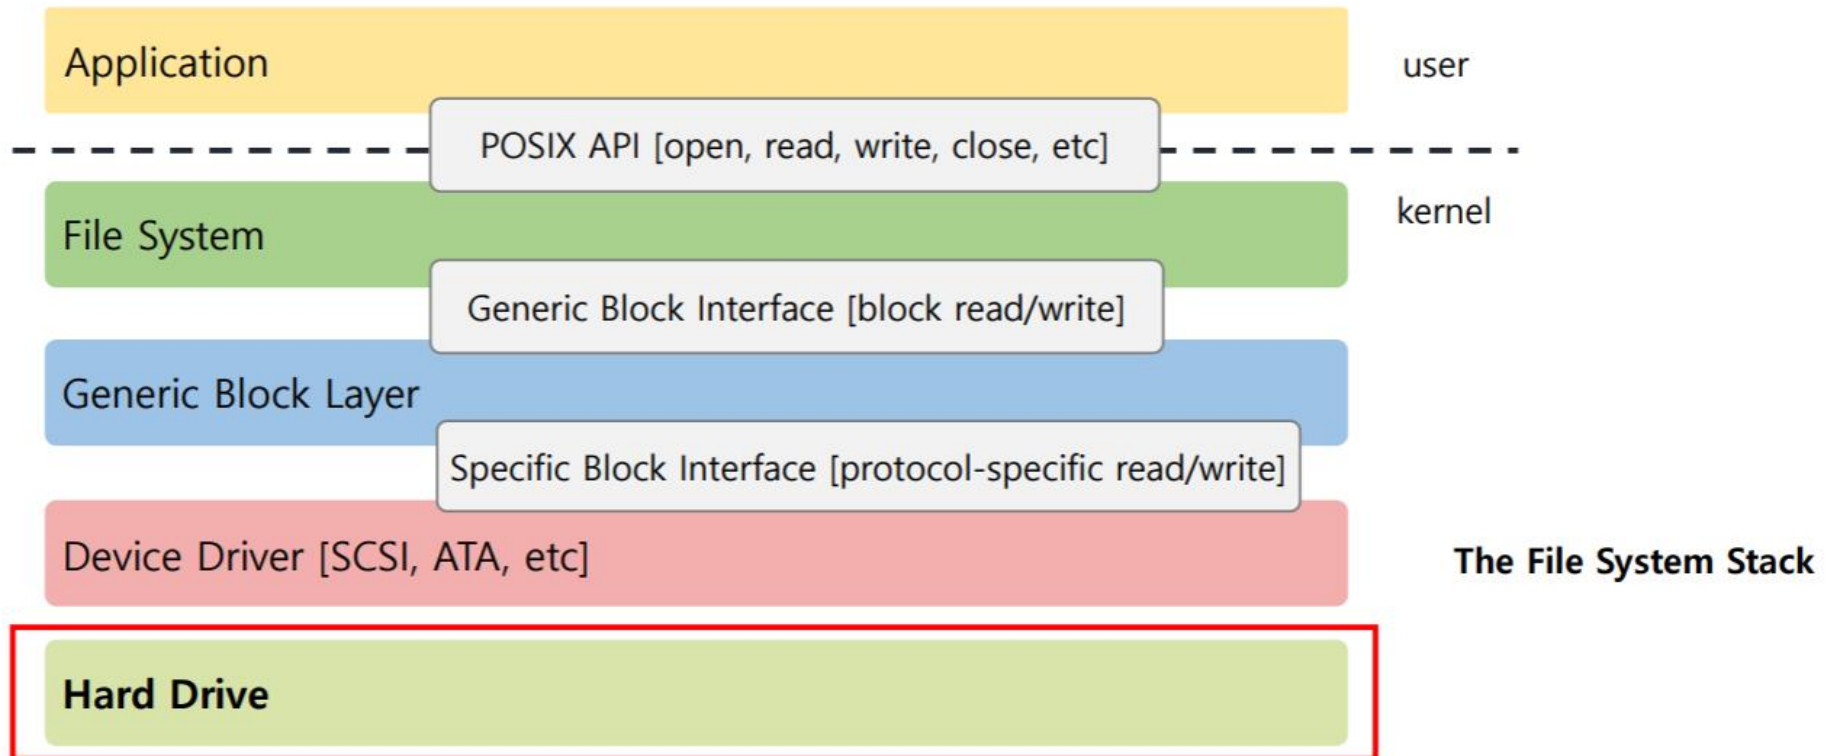 Application
user
POSIX API [open, read, write, close, etc]
kernel
File System
Generic Block Interface [block read/write]
Generic Block Layer
Specific Block Interface [protocol-specific read/write]
Device Driver [SCSI, ATA, etc]
The File System Stack
Hard Drive